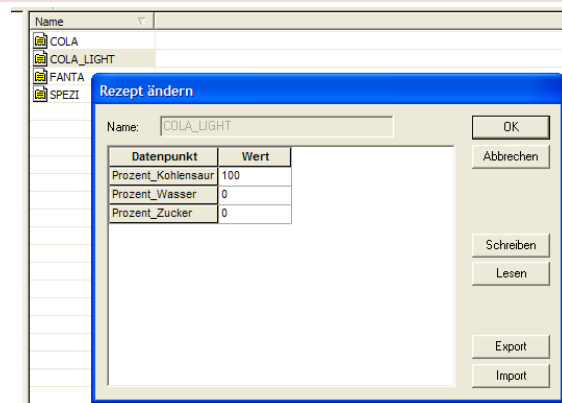 Name
COLA
COLA_LIGHT
FANTA
SPEZI
Rezept ändern
Name: COLA_LIGHT
OK
Abbrechen
Datenpunkt Wert
Prozent_Kohlensaur 100
Prozent_Wasser 0
Prozent_Zucker 0
Schreiben
Lesen
Export
Import